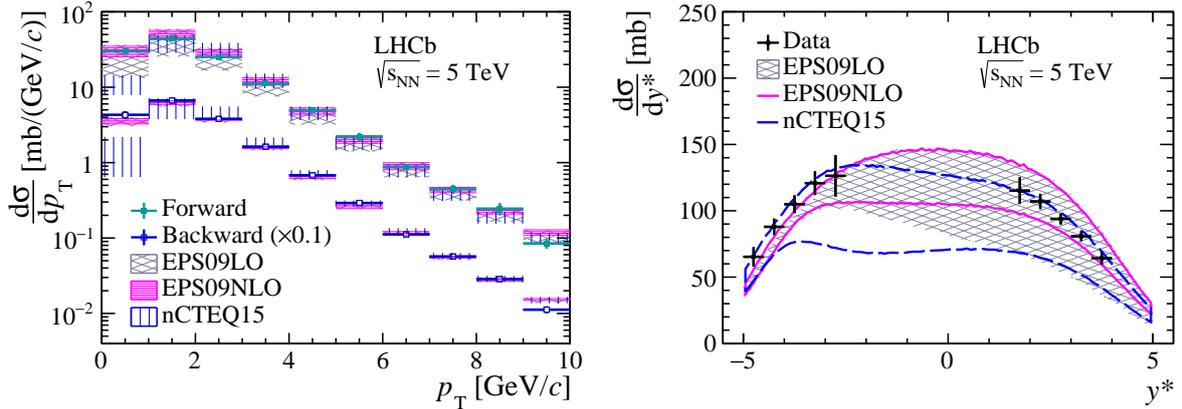 dσ/dp_T [mb/(GeV/c)]
10²
10
1
10⁻¹
10⁻²
LHCb
√s_NN = 5 TeV
Forward
Backward (×0.1)
EPS09LO
EPS09NLO
nCTEQ15
0 2 4 6 8 10
p_T [GeV/c]
dσ/dy* [mb]
250
200
150
100
50
0
Data
EPS09LO
EPS09NLO
nCTEQ15
LHCb
√s_NN = 5 TeV
−5 0 5
y*